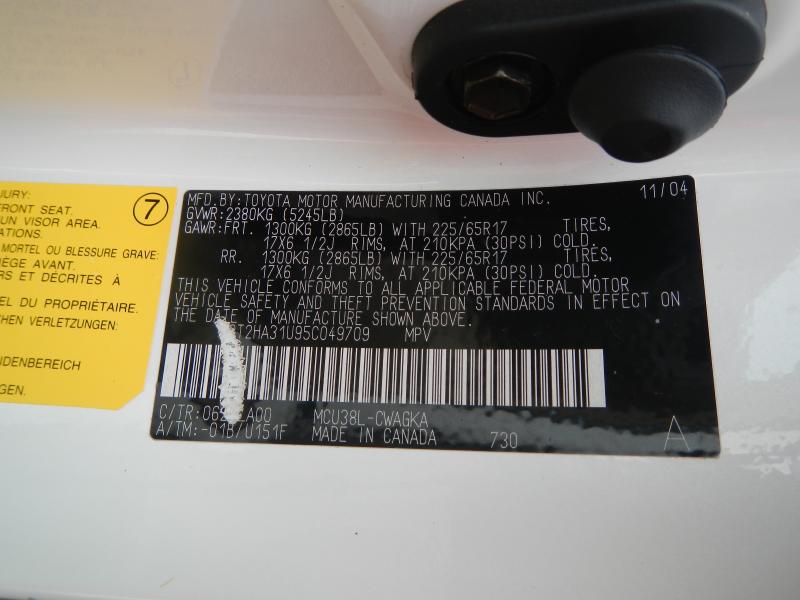 JURY:
FRONT SEAT.
UN VISOR AREA.
ATIONS.
MORTEL OU BLESSURE GRAVE:
IÈGE AVANT.
ERS ET DÉCRITES À
EL DU PROPRIÉTAIRE.
CHEN VERLETZUNGEN:
NDENBEREICH
GEN.
7
MFD.BY:TOYOTA MOTOR MANUFACTURING CANADA INC. 11/04
GVWR:2380KG (5245LB)
GAWR:FRT. 1300KG (2865LB) WITH 225/65R17 TIRES,
17X6 1/2J RIMS, AT 210KPA (30PSI) COLD.
RR. 1300KG (2865LB) WITH 225/65R17 TIRES,
17X6 1/2J RIMS, AT 210KPA (30PSI) COLD.
THIS VEHICLE CONFORMS TO ALL APPLICABLE FEDERAL MOTOR
VEHICLE SAFETY AND THEFT PREVENTION STANDARDS IN EFFECT ON
THE DATE OF MANUFACTURE SHOWN ABOVE.
T2HA31U95C049709 MPV
C/TR: A00 MCU38L-CWAGKA
A/TM:-01B/U151F MADE IN CANADA 730 A